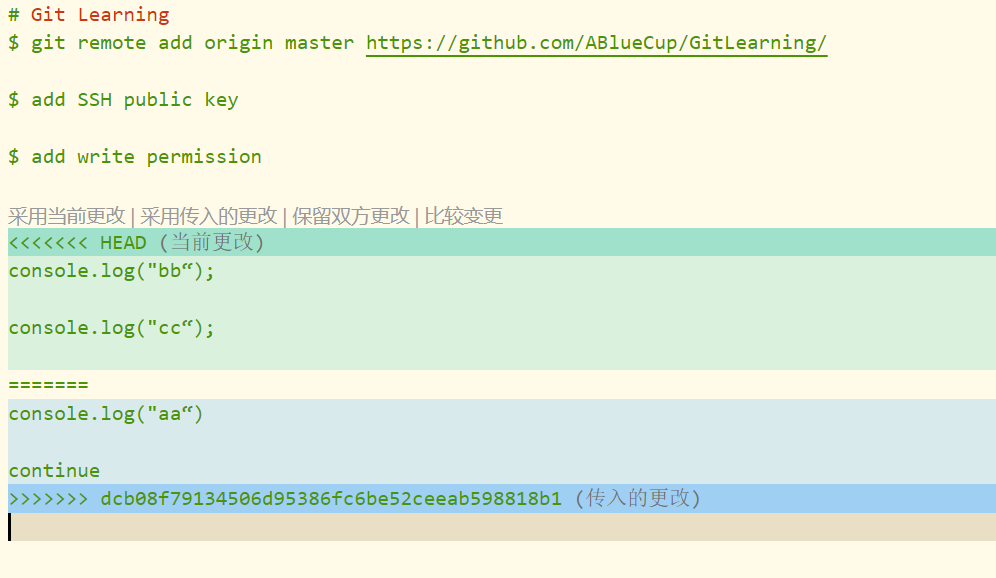 # Git Learning
$ git remote add origin master https://github.com/ABlueCup/GitLearning/
$ add SSH public key
$ add write permission
采用当前更改 | 采用传入的更改 | 保留双方更改 | 比较变更
<<<<<<< HEAD (当前更改)
console.log("bb“);
console.log("cc“);
=======
console.log("aa“)
continue
>>>>>>> dcb08f79134506d95386fc6be52ceeab598818b1 (传入的更改)